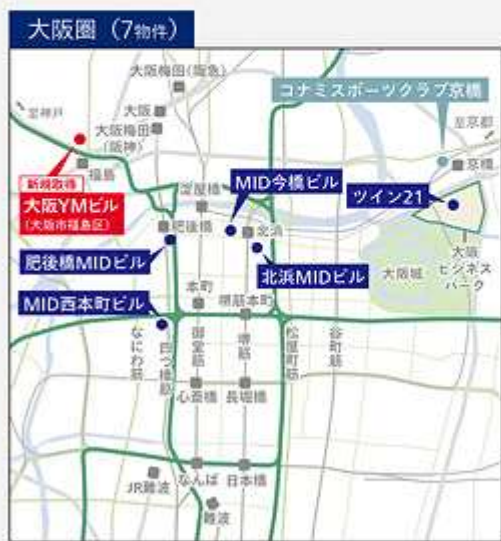 大阪圏（7物件）
大阪梅田(阪急)
コナミスポーツクラブ京橋
至神戸
大阪
大阪梅田
(阪神)
至京都
京橋
福島
新規取得
大阪YMビル
(大阪市福島区)
淀屋橋
MID今橋ビル
ツイン21
肥後橋
北浜
肥後橋MIDビル
北浜MIDビル
大阪城
大阪
ビジネス
パーク
本町
堺筋本町
MID西本町ビル
なにわ筋
四つ橋筋
御堂筋
堺筋
松屋町筋
谷町筋
心斎橋
長堀橋
JR難波
なんば
日本橋
難波